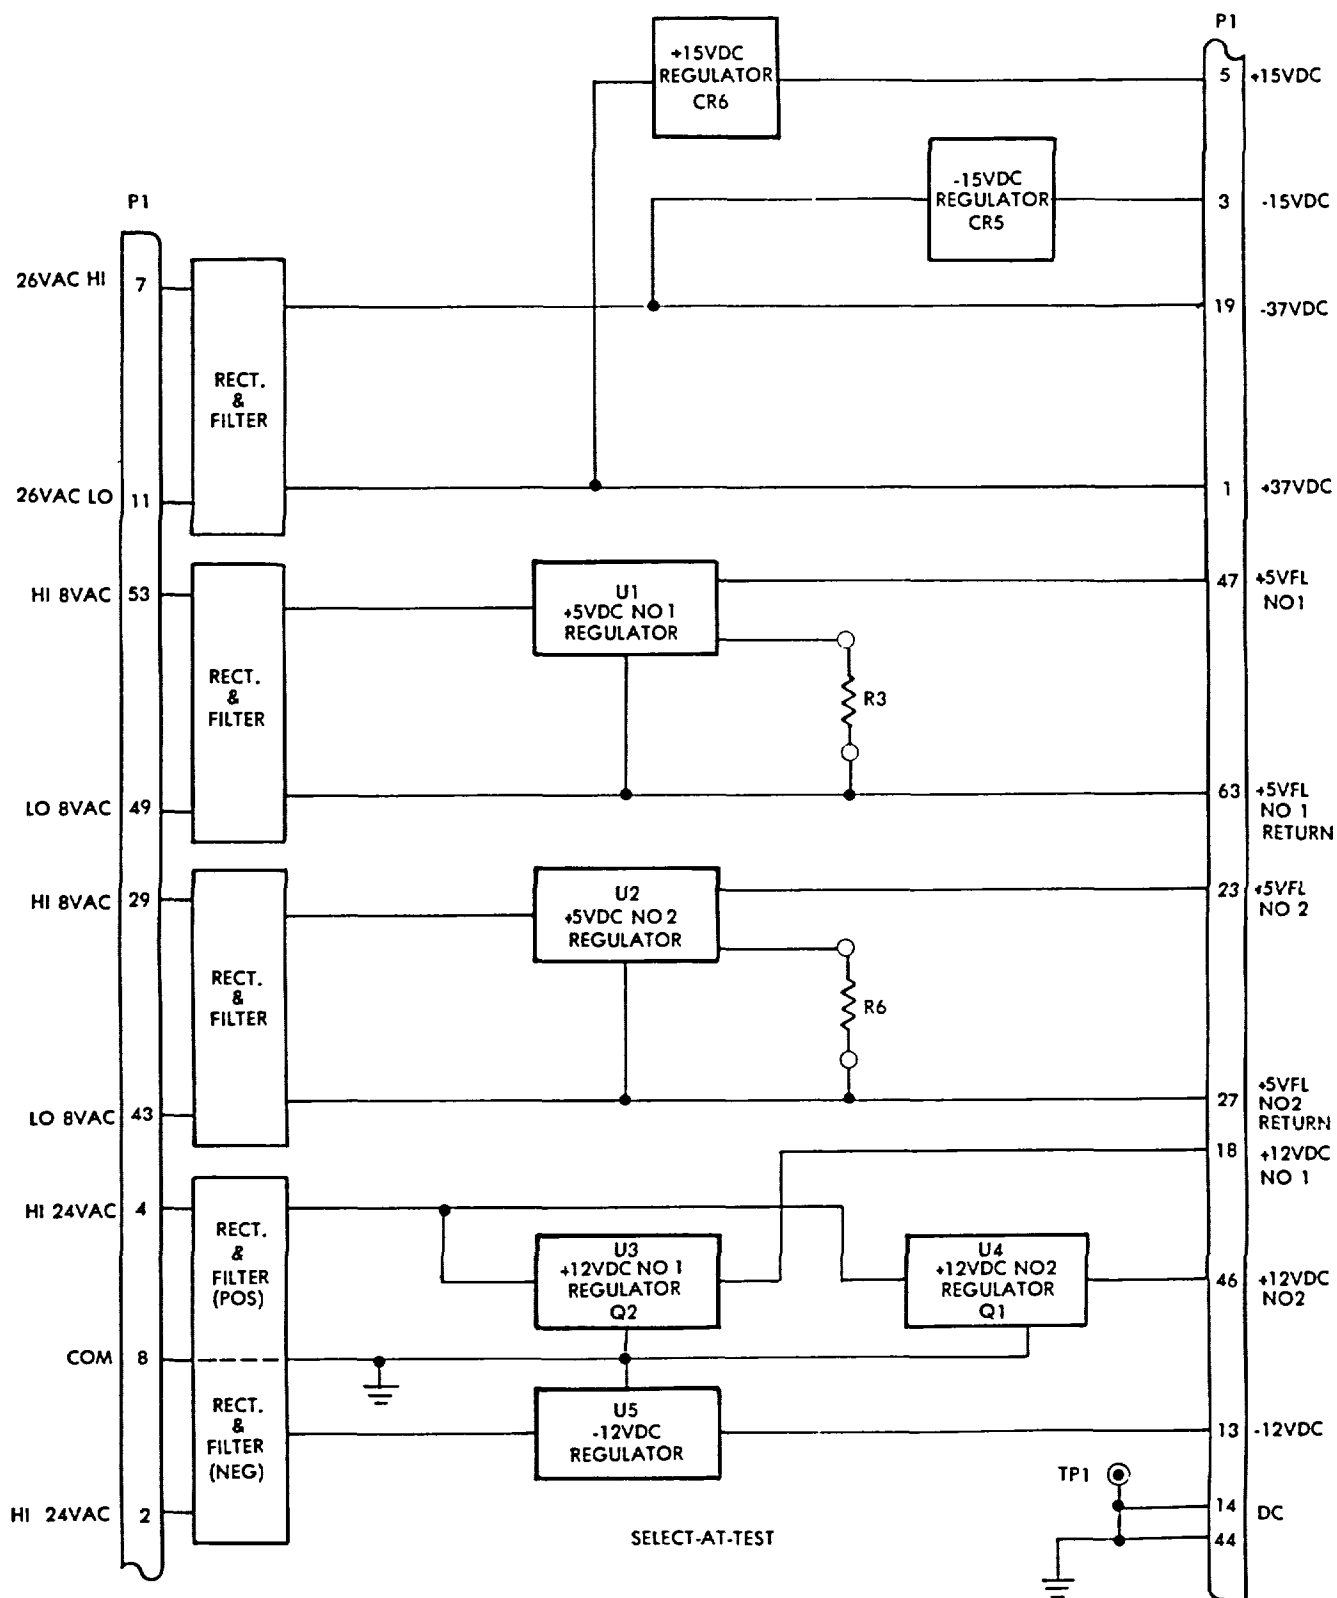 P1
+15VDC
REGULATOR
CR6
5 +15VDC
-15VDC
REGULATOR
CR5
3 -15VDC
P1
26VAC HI 7
19 -37VDC
RECT.
&
FILTER
26VAC LO 11
1 +37VDC
HI 8VAC 53
U1
+5VDC NO 1
REGULATOR
47 +5VFL
NO1
RECT.
&
FILTER
R3
LO 8VAC 49
63 +5VFL
NO 1
RETURN
HI 8VAC 29
U2
+5VDC NO 2
REGULATOR
23 +5VFL
NO 2
RECT.
&
FILTER
R6
LO 8VAC 43
27 +5VFL
NO2
RETURN
18 +12VDC
NO 1
HI 24VAC 4
RECT.
&
FILTER
(POS)
U3
+12VDC NO 1
REGULATOR
Q2
U4
+12VDC NO2
REGULATOR
Q1
46 +12VDC
NO2
COM 8
RECT.
&
FILTER
(NEG)
U5
-12VDC
REGULATOR
13 -12VDC
HI 24VAC 2
TP1
14 DC
44
SELECT-AT-TEST